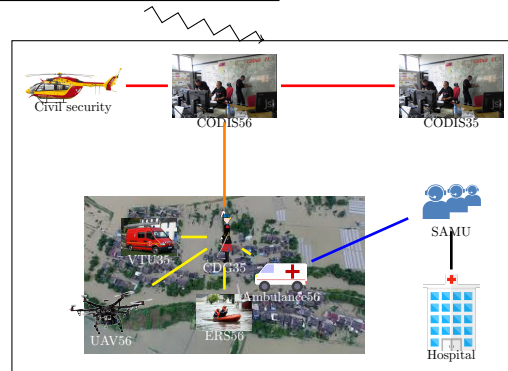 Civil security
CODIS56
CODIS35
SAMU
VTU35
CDG35
Ambulance56
UAV56
ERS56
Hospital